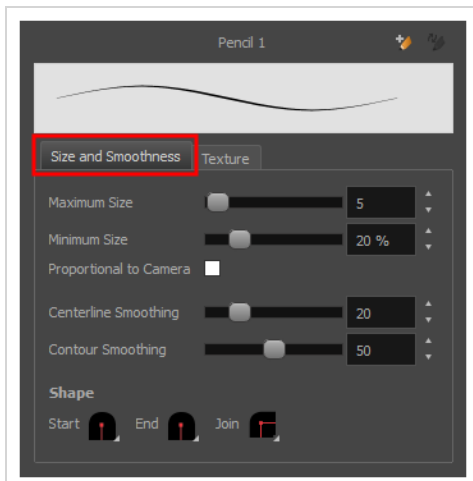 Pencil 1
Size and Smoothness Texture
Maximum Size 5
Minimum Size 20 %
Proportional to Camera
Centerline Smoothing 20
Contour Smoothing 50
Shape
Start End Join